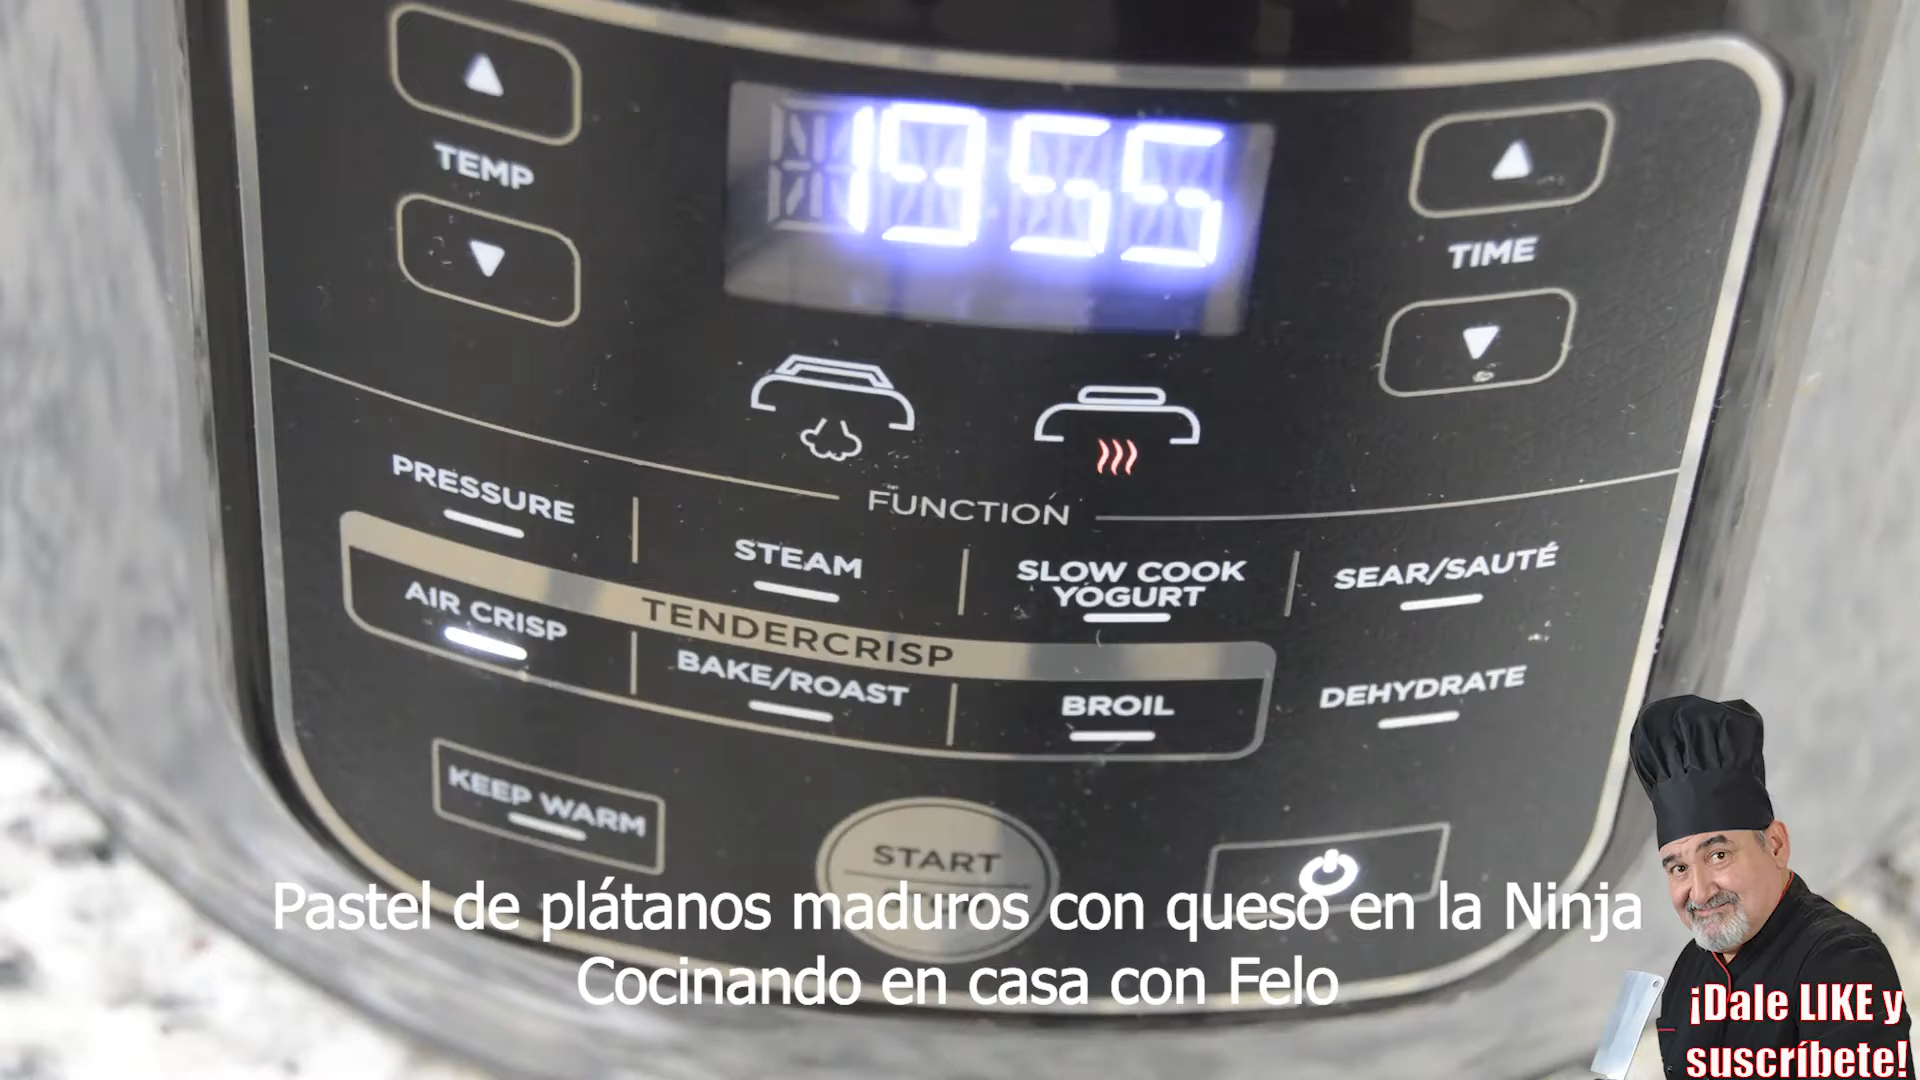 1955
TEMP
TIME
FUNCTION
PRESSURE
STEAM
SLOW COOK
YOGURT
SEAR/SAUTÉ
TENDERCRISP
AIR CRISP
BAKE/ROAST
BROIL
DEHYDRATE
KEEP WARM
START
Pastel de plátanos maduros con queso en la Ninja
Cocinando en casa con Felo
¡Dale LIKE y
suscríbete!